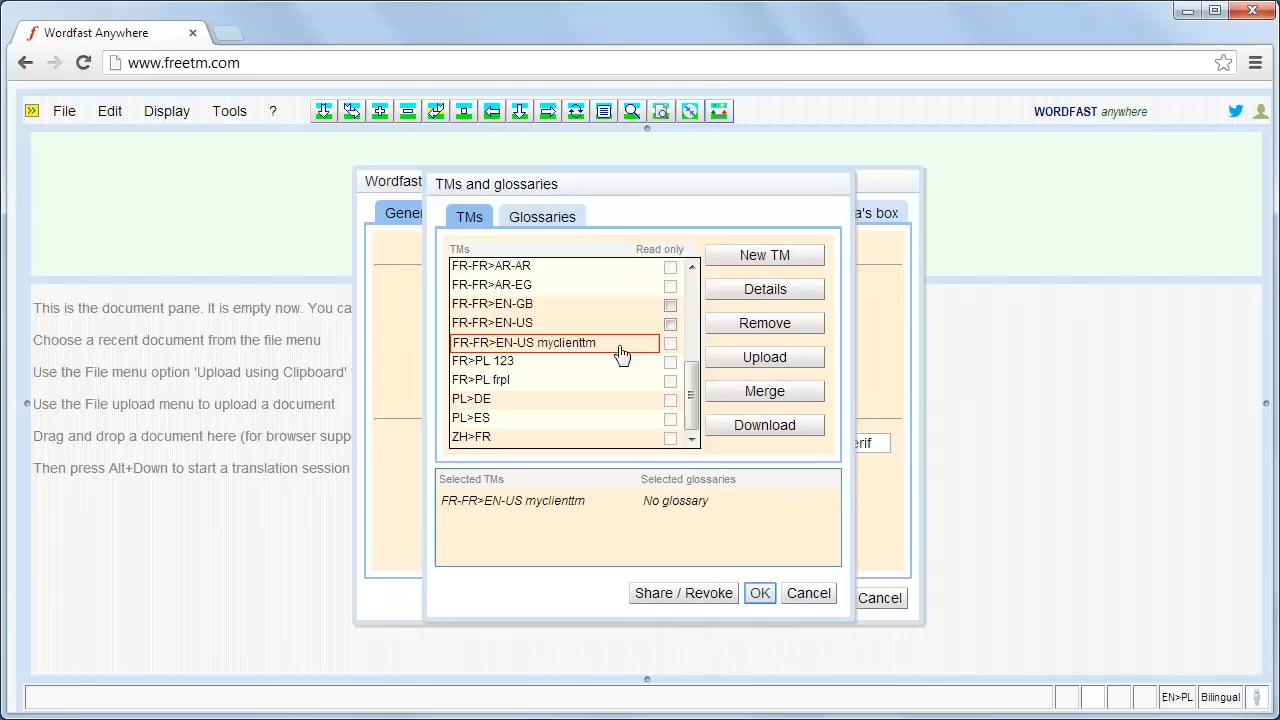 Wordfast Anywhere
www.freetm.com
File Edit Display Tools ?
WORDFAST anywhere
Wordfast
TMs and glossaries
TMs Glossaries
TMs Read only
FR-FR>AR-AR
FR-FR>AR-EG
FR-FR>EN-GB
FR-FR>EN-US
FR-FR>EN-US myclienttm
FR>PL 123
FR>PL frpl
PL>DE
PL>ES
ZH>FR
New TM
Details
Remove
Upload
Merge
Download
Selected TMs Selected glossaries
FR-FR>EN-US myclienttm No glossary
Share / Revoke OK Cancel
Gener
a's box
erif
Cancel
This is the document pane. It is empty now. You ca
Choose a recent document from the file menu
Use the File menu option 'Upload using Clipboard'
Use the File upload menu to upload a document
Drag and drop a document here (for browser supp
Then press Alt+Down to start a translation session
EN>PL Bilingual